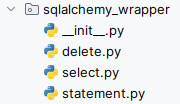 sqlalchemy_wrapper
__init__.py
delete.py
select.py
statement.py